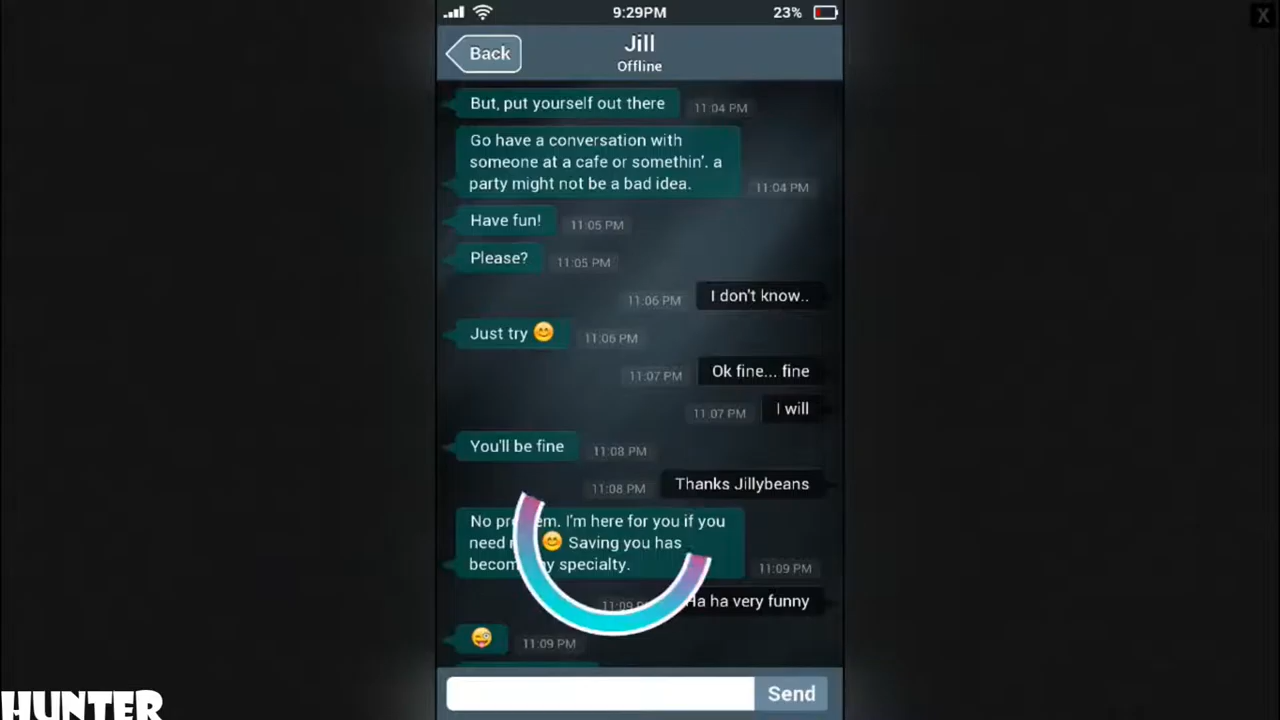 9:29PM
23%
X
Back
Jill
Offline
But, put yourself out there
11:04 PM
Go have a conversation with
someone at a cafe or somethin'. a
party might not be a bad idea.
11:04 PM
Have fun!
11:05 PM
Please?
11:05 PM
11:06 PM
I don't know..
Just try 😊
11:06 PM
11:07 PM
Ok fine... fine
11:07 PM
I will
You'll be fine
11:08 PM
11:08 PM
Thanks Jillybeans
No I'm here for you if you
need 😊 Saving you has
specialty.
11:09 PM
Ha ha very funny
😜
11:09 PM
Send
HUNTER